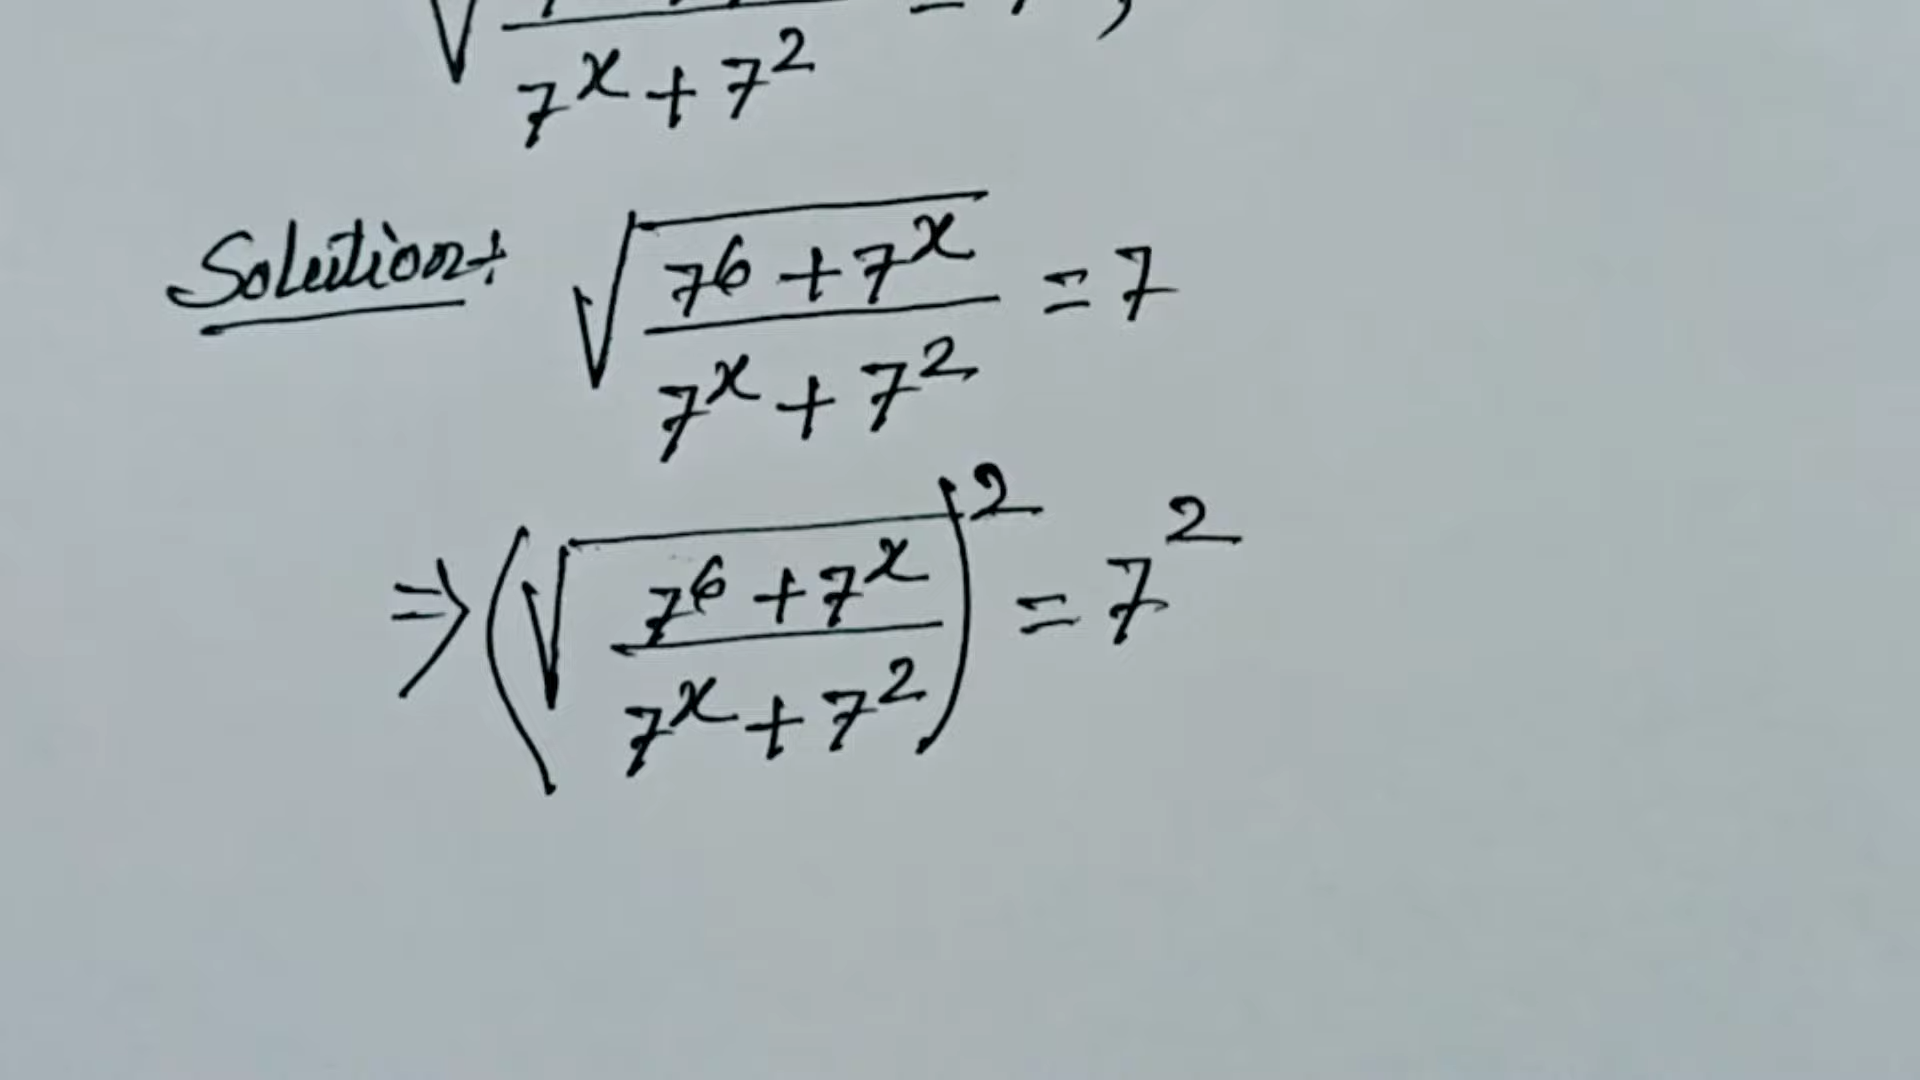 7^x + 7^2
Solution: √((7^6 + 7^x)/(7^x + 7^2)) = 7
⇒ (√((7^6 + 7^x)/(7^x + 7^2)))^2 = 7^2